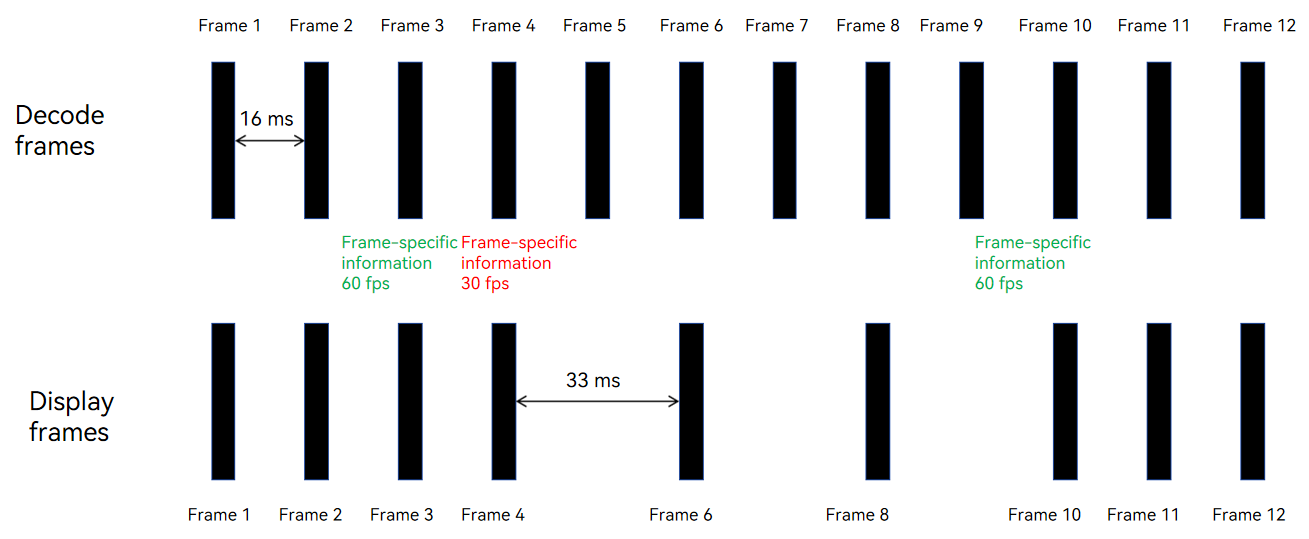 Frame 1 Frame 2 Frame 3 Frame 4 Frame 5 Frame 6 Frame 7 Frame 8 Frame 9 Frame 10 Frame 11 Frame 12
Decode
frames
16 ms
Frame-specific
information
60 fps
Frame-specific
information
30 fps
Frame-specific
information
60 fps
Display
frames
33 ms
Frame 1 Frame 2 Frame 3 Frame 4 Frame 6 Frame 8 Frame 10 Frame 11 Frame 12